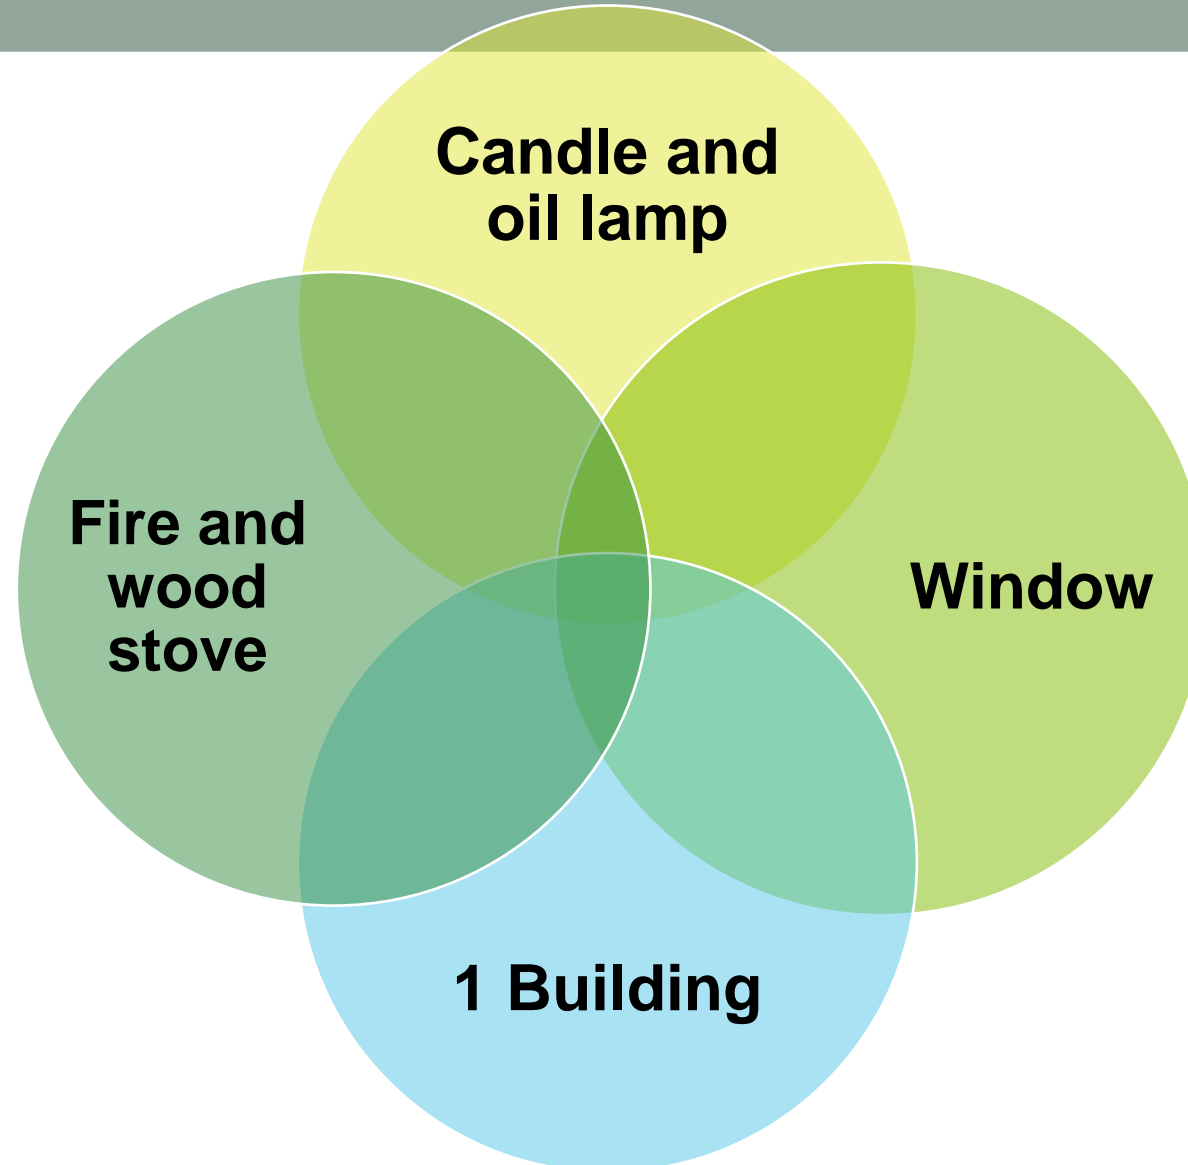 Candle and
oil lamp
Fire and
wood
stove
Window
1 Building